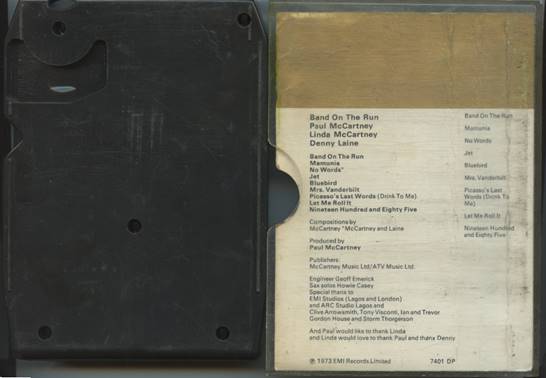 Band On The Run
Paul McCartney
Linda McCartney
Denny Laine
Band On The Run
Mamunia
No Words*
Jet
Bluebird
Mrs. Vanderbilt
Picasso's Last Words (Drink To Me)
Let Me Roll It
Nineteen Hundred and Eighty Five
Compositions by
McCartney *McCartney and Laine
Produced by
Paul McCartney
Publishers:
McCartney Music Ltd/ATV Music Ltd.
Engineer Geoff Emerick
Sax solos Howie Casey
Special thanx to
EMI Studios (Lagos and London)
and ARC Studio Lagos and
Clive Arrowsmith, Tony Visconti, Ian and Trevor
Gordon House and Storm Thorgerson
And Paul would like to thank Linda
and Linda would love to thank Paul and thanx Denny
℗ 1973 EMI Records Limited
7401 DP
Band On The Run
Mamunia
No Words
Jet
Bluebird
Mrs. Vanderbilt
Picasso's Last
Words (Drink To
Me)
Let Me Roll It
Nineteen Hundred
and Eighty Five